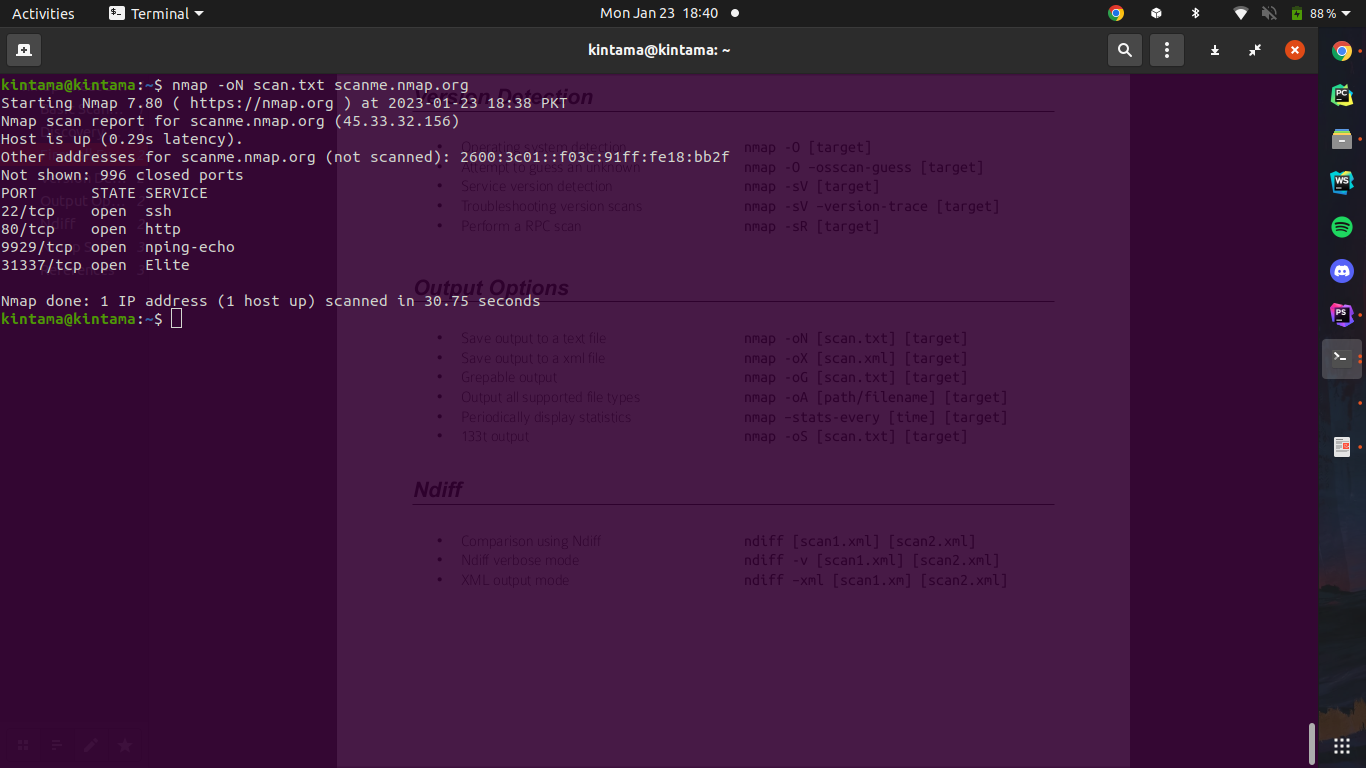 Activities Terminal Mon Jan 23 18:40 88 %
kintama@kintama: ~
kintama@kintama:~$ nmap -oN scan.txt scanme.nmap.org
Starting Nmap 7.80 ( https://nmap.org ) at 2023-01-23 18:38 PKT
Nmap scan report for scanme.nmap.org (45.33.32.156)
Host is up (0.29s latency).
Other addresses for scanme.nmap.org (not scanned): 2600:3c01::f03c:91ff:fe18:bb2f
Not shown: 996 closed ports
PORT STATE SERVICE
22/tcp open ssh
80/tcp open http
9929/tcp open nping-echo
31337/tcp open Elite
Nmap done: 1 IP address (1 host up) scanned in 30.75 seconds
kintama@kintama:~$
Version Detection
• Operating system detection nmap -O [target]
• Attempt to guess an unknown nmap -O –osscan-guess [target]
• Service version detection nmap -sV [target]
• Troubleshooting version scans nmap -sV –version-trace [target]
• Perform a RPC scan nmap -sR [target]
Output Options
• Save output to a text file nmap -oN [scan.txt] [target]
• Save output to a xml file nmap -oX [scan.xml] [target]
• Grepable output nmap -oG [scan.txt] [target]
• Output all supported file types nmap -oA [path/filename] [target]
• Periodically display statistics nmap –stats-every [time] [target]
• 133t output nmap -oS [scan.txt] [target]
Ndiff
• Comparison using Ndiff ndiff [scan1.xml] [scan2.xml]
• Ndiff verbose mode ndiff -v [scan1.xml] [scan2.xml]
• XML output mode ndiff –xml [scan1.xm] [scan2.xml]
PC
WS
PS